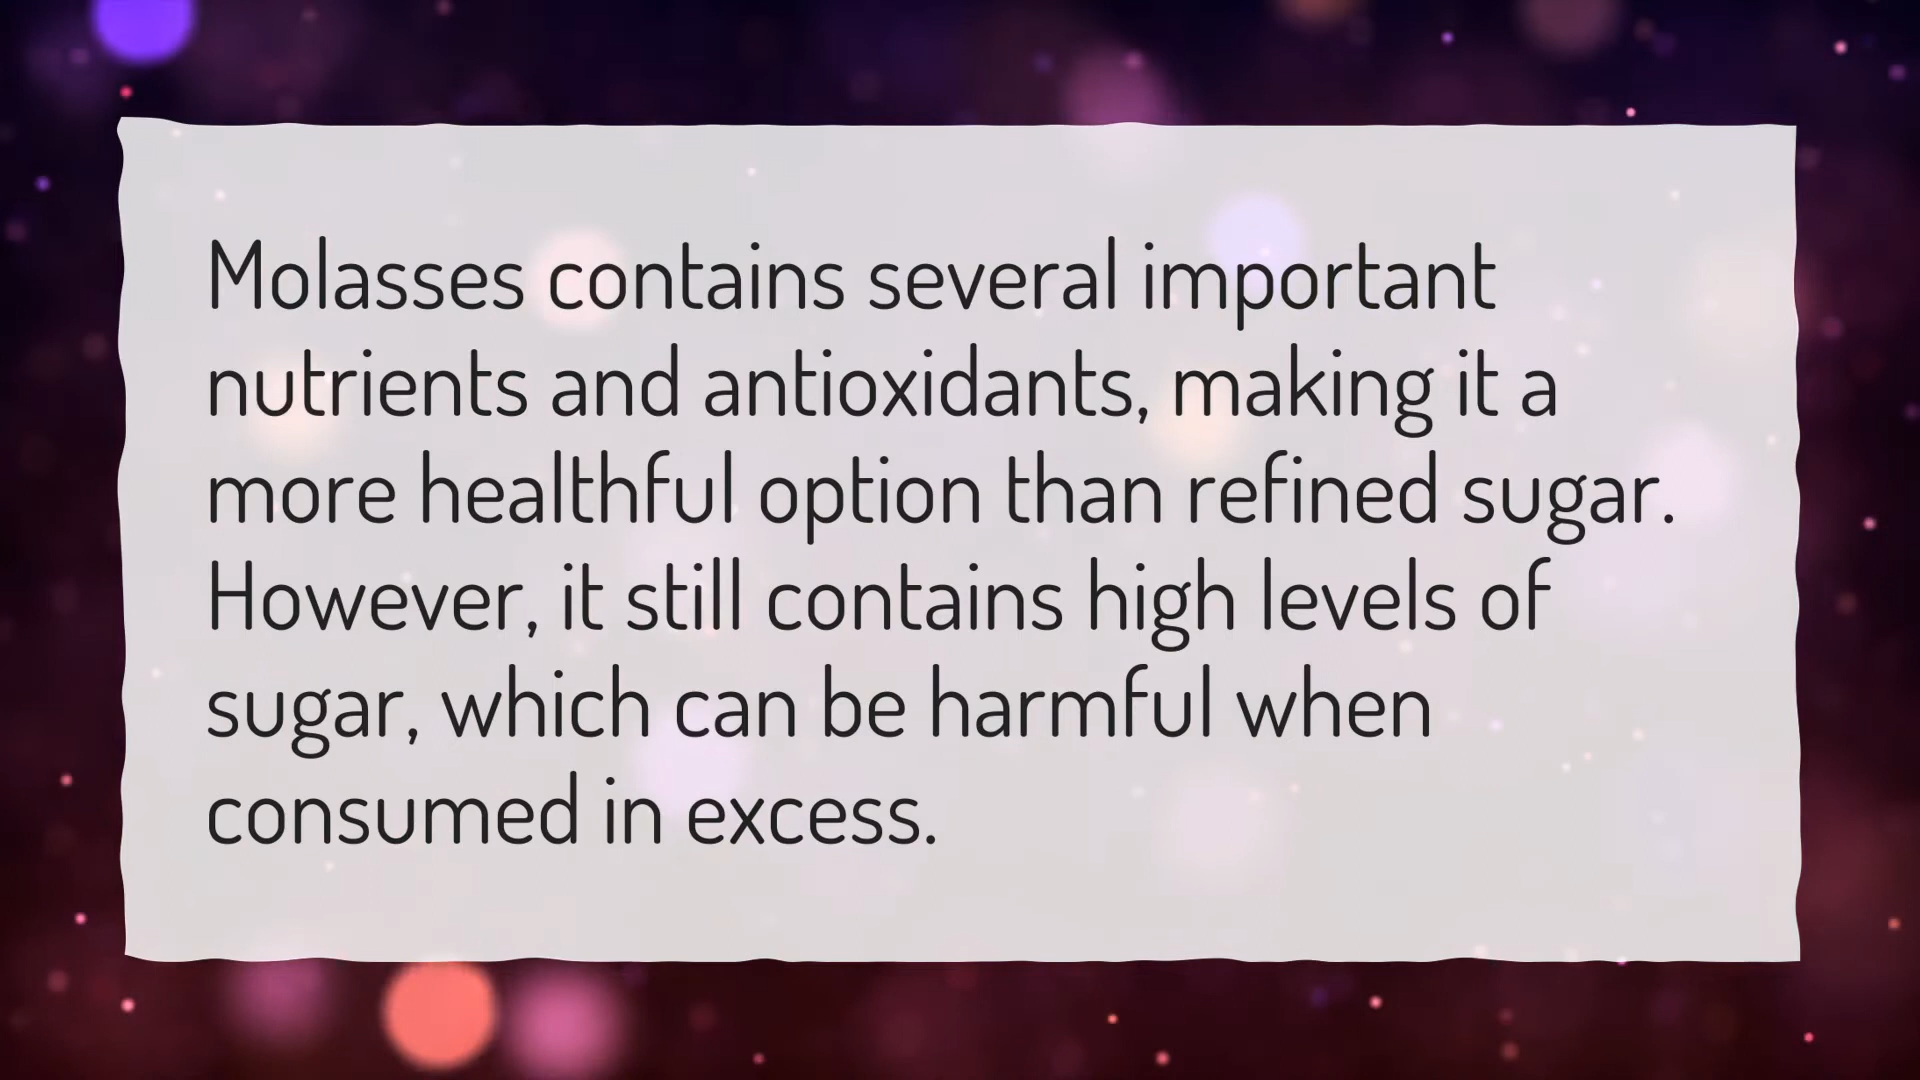 Molasses contains several important
nutrients and antioxidants, making it a
more healthful option than refined sugar.
However, it still contains high levels of
sugar, which can be harmful when
consumed in excess.